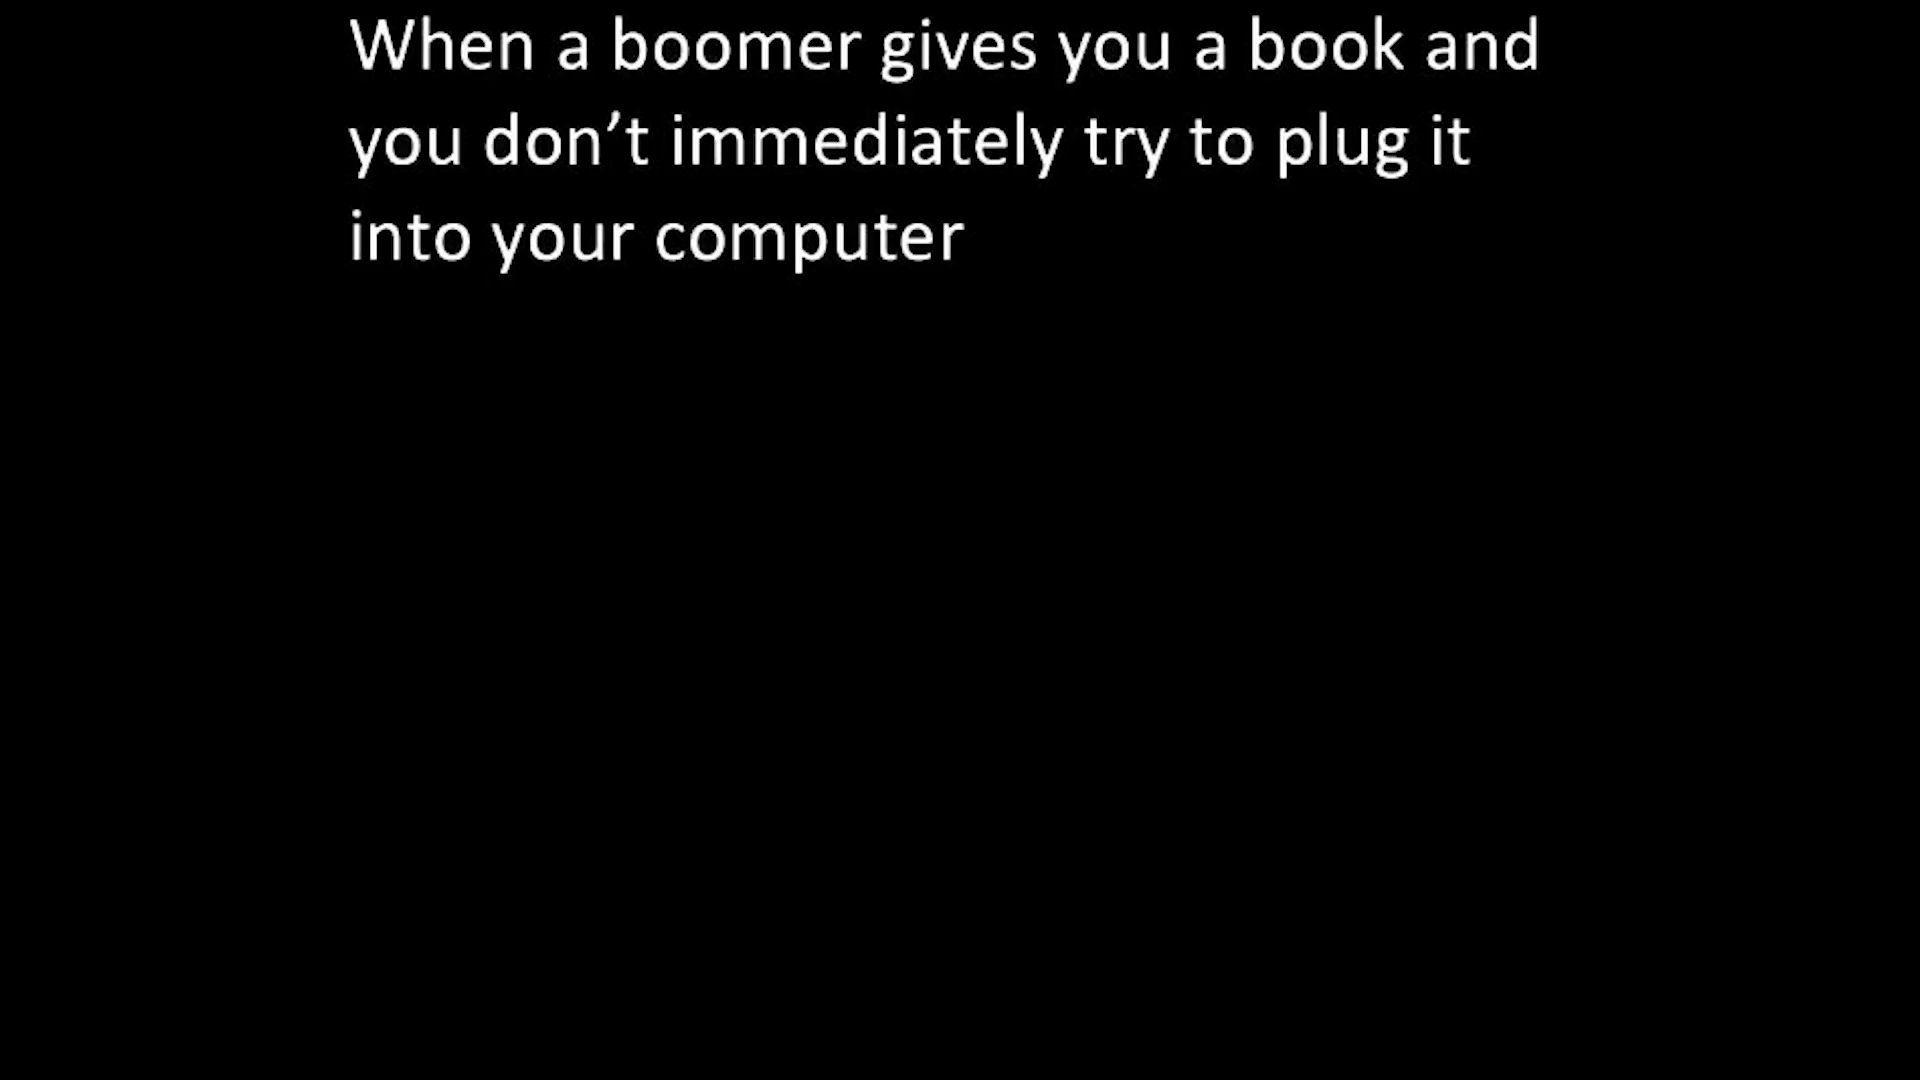 When a boomer gives you a book and
you don’t immediately try to plug it
into your computer